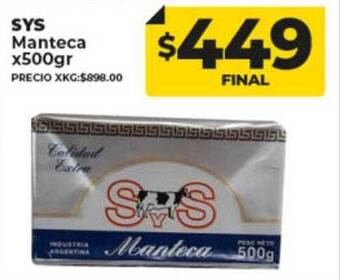 SYS
Manteca
x500gr
PRECIO XKG:$898.00
$449
FINAL
Calidad
Extra
SYS
INDUSTRIA
ARGENTINA
Manteca
PESO NETO
500g